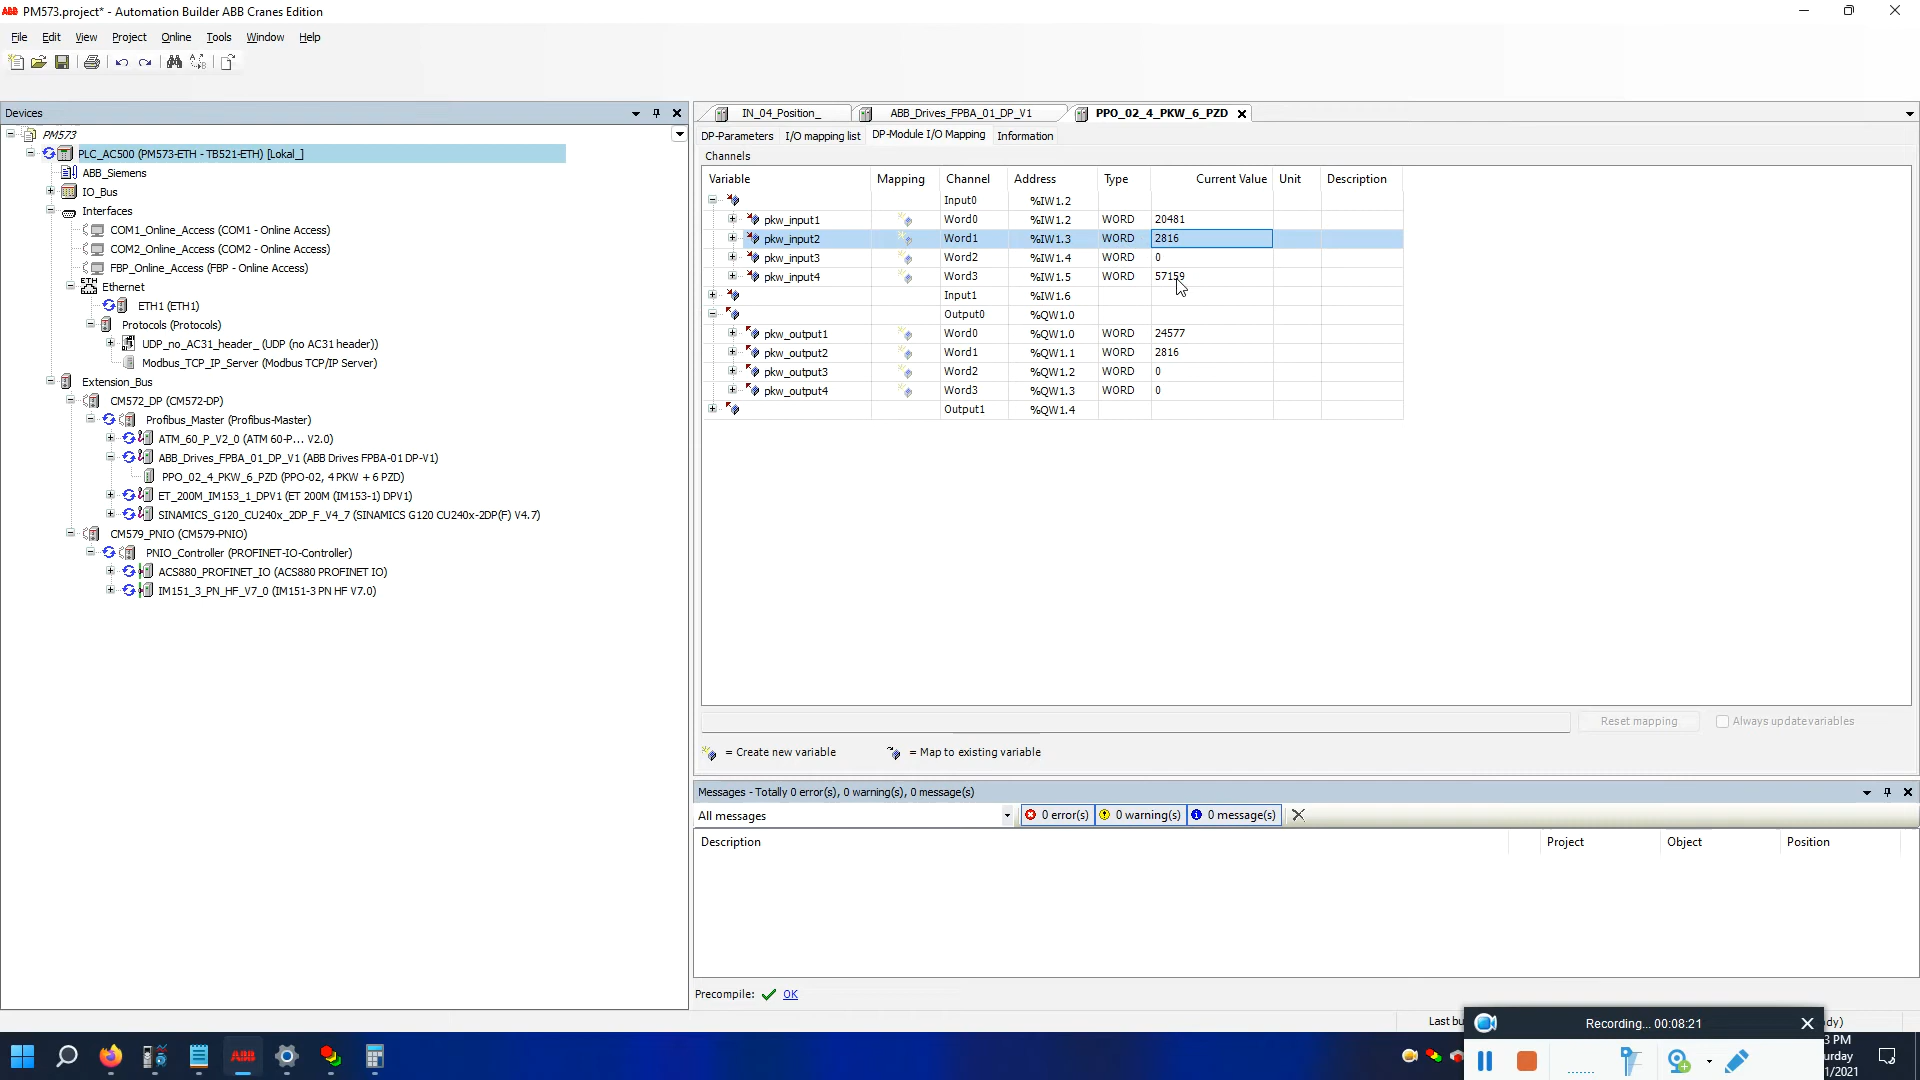 ABB PM573.project* - Automation Builder ABB Cranes Edition
File Edit View Project Online Tools Window Help
Devices
PM573
PLC_AC500 (PM573-ETH - TB521-ETH) [Lokal_]
ABB_Siemens
IO_Bus
Interfaces
COM1_Online_Access (COM1 - Online Access)
COM2_Online_Access (COM2 - Online Access)
FBP_Online_Access (FBP - Online Access)
ETH Ethernet
ETH1 (ETH1)
Protocols (Protocols)
UDP_no_AC31_header_ (UDP (no AC31 header))
Modbus_TCP_IP_Server (Modbus TCP/IP Server)
Extension_Bus
CM572_DP (CM572-DP)
Profibus_Master (Profibus-Master)
ATM_60_P_V2_0 (ATM 60-P... V2.0)
ABB_Drives_FPBA_01_DP_V1 (ABB Drives FPBA-01 DP-V1)
PPO_02_4_PKW_6_PZD (PPO-02, 4 PKW + 6 PZD)
ET_200M_IM153_1_DPV1 (ET 200M (IM153-1) DPV1)
SINAMICS_G120_CU240x_2DP_F_V4_7 (SINAMICS G120 CU240x-2DP(F) V4.7)
CM579_PNIO (CM579-PNIO)
PNIO_Controller (PROFINET-IO-Controller)
ACS880_PROFINET_IO (ACS880 PROFINET IO)
IM151_3_PN_HF_V7_0 (IM151-3 PN HF V7.0)
IN_04_Position_ ABB_Drives_FPBA_01_DP_V1 PPO_02_4_PKW_6_PZD
DP-Parameters I/O mapping list DP-Module I/O Mapping Information
Channels
Variable Mapping Channel Address Type Current Value Unit Description
Input0 %IW1.2
pkw_input1 Word0 %IW1.2 WORD 20481
pkw_input2 Word1 %IW1.3 WORD 2816
pkw_input3 Word2 %IW1.4 WORD 0
pkw_input4 Word3 %IW1.5 WORD 57159
Input1 %IW1.6
Output0 %QW1.0
pkw_output1 Word0 %QW1.0 WORD 24577
pkw_output2 Word1 %QW1.1 WORD 2816
pkw_output3 Word2 %QW1.2 WORD 0
pkw_output4 Word3 %QW1.3 WORD 0
Output1 %QW1.4
Reset mapping Always update variables
= Create new variable = Map to existing variable
Messages - Totally 0 error(s), 0 warning(s), 0 message(s)
All messages 0 error(s) 0 warning(s) 0 message(s)
Description Project Object Position
Precompile: OK
Last bu
Recording... 00:08:21
dy)
ABB
3 PM
urday
1/2021